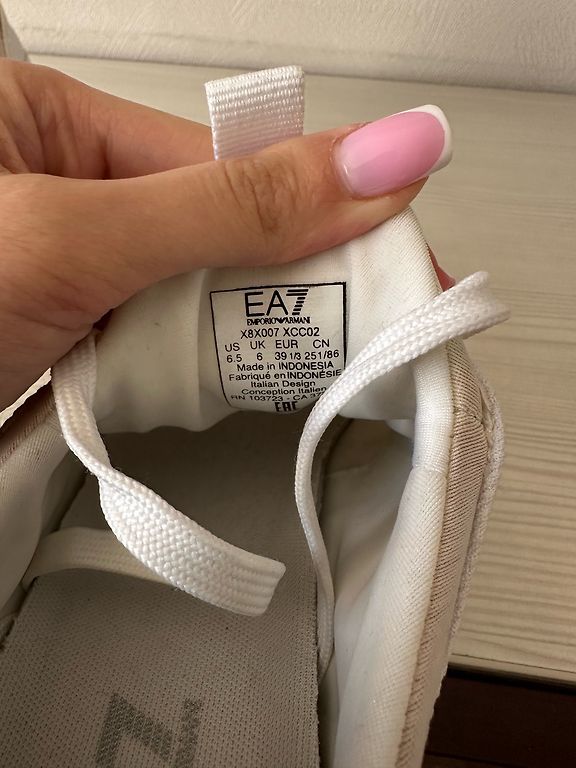 EA7
EMPORIO ARMANI
X8X007 XCC02
US UK EUR CN
6.5 6 39 1/3 251/86
Made in INDONESIA
Fabriqué en INDONÉSIE
Italian Design
Conception Italien
RN 103723 - CA
EAC